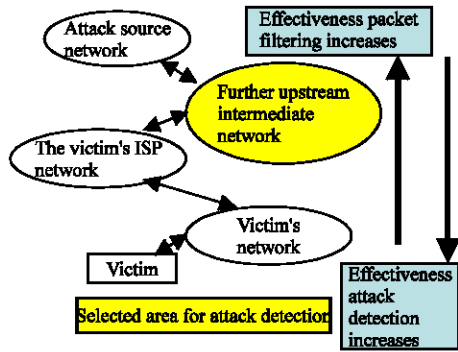 Attack source
network
Effectiveness packet
filtering increases
Further upstream
intermediate
network
The victim's ISP
network
Victim's
network
Victim
Effectiveness
attack
detection
increases
Selected area for attack detection